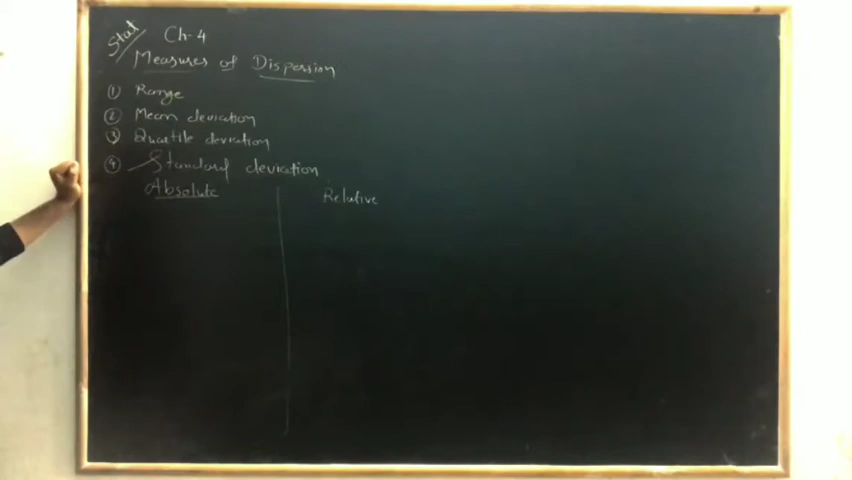 Stat Ch-4
Measures of Dispersion
① Range
② Mean deviation
③ Quartile deviation
④ Standard deviation
Absolute Relative